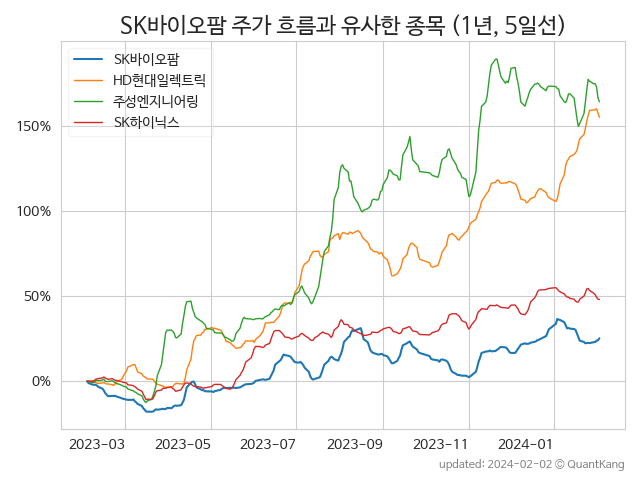 SK바이오팜 주가 흐름과 유사한 종목 (1년, 5일선)
SK바이오팜
HD현대일렉트릭
주성엔지니어링
SK하이닉스
150%
100%
50%
0%
2023-03 2023-05 2023-07 2023-09 2023-11 2024-01
updated: 2024-02-02 © QuantKang